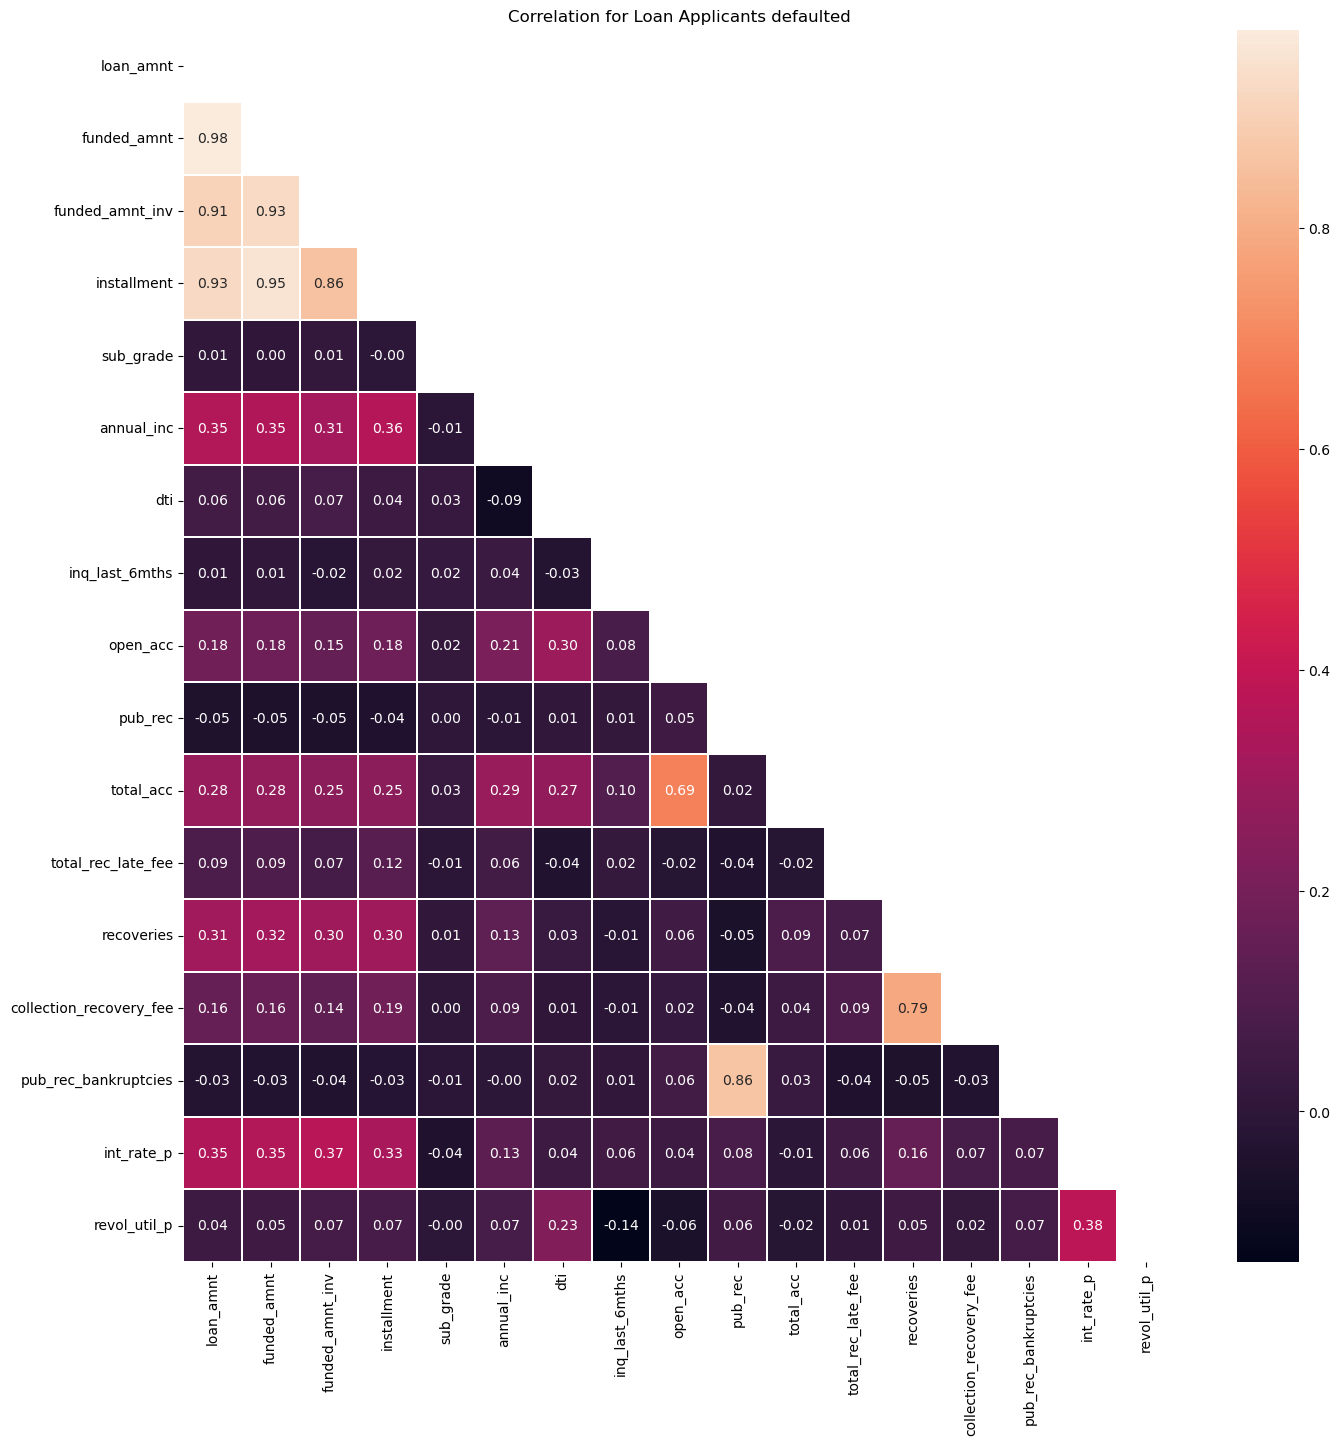 Correlation for Loan Applicants defaulted
loan_amnt
funded_amnt 0.98
funded_amnt_inv 0.91 0.93
0.8
installment 0.93 0.95 0.86
sub_grade 0.01 0.00 0.01 -0.00
annual_inc 0.35 0.35 0.31 0.36 -0.01
0.6
dti 0.06 0.06 0.07 0.04 0.03 -0.09
inq_last_6mths 0.01 0.01 -0.02 0.02 0.02 0.04 -0.03
open_acc 0.18 0.18 0.15 0.18 0.02 0.21 0.30 0.08
0.4
pub_rec -0.05 -0.05 -0.05 -0.04 0.00 -0.01 0.01 0.01 0.05
total_acc 0.28 0.28 0.25 0.25 0.03 0.29 0.27 0.10 0.69 0.02
total_rec_late_fee 0.09 0.09 0.07 0.12 -0.01 0.06 -0.04 0.02 -0.02 -0.04 -0.02
0.2
recoveries 0.31 0.32 0.30 0.30 0.01 0.13 0.03 -0.01 0.06 -0.05 0.09 0.07
collection_recovery_fee 0.16 0.16 0.14 0.19 0.00 0.09 0.01 -0.01 0.02 -0.04 0.04 0.09 0.79
pub_rec_bankruptcies -0.03 -0.03 -0.04 -0.03 -0.01 -0.00 0.02 0.01 0.06 0.86 0.03 -0.04 -0.05 -0.03
0.0
int_rate_p 0.35 0.35 0.37 0.33 -0.04 0.13 0.04 0.06 0.04 0.08 -0.01 0.06 0.16 0.07 0.07
revol_util_p 0.04 0.05 0.07 0.07 -0.00 0.07 0.23 -0.14 -0.06 0.06 -0.02 0.01 0.05 0.02 0.07 0.38
loan_amnt
funded_amnt
funded_amnt_inv
installment
sub_grade
annual_inc
dti
inq_last_6mths
open_acc
pub_rec
total_acc
total_rec_late_fee
recoveries
collection_recovery_fee
pub_rec_bankruptcies
int_rate_p
revol_util_p